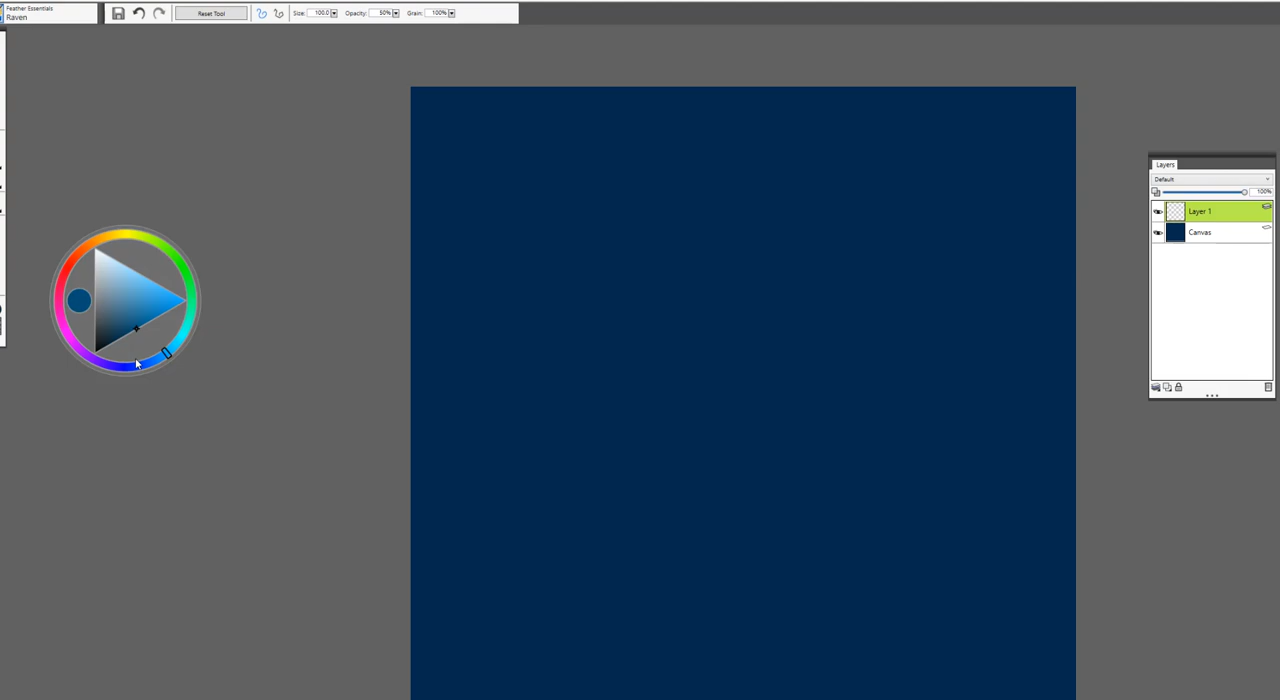 Feather Essentials
Raven
Reset Tool
Size: 100.0
Opacity: 50%
Grain: 100%
Layers
Default
100%
Layer 1
Canvas